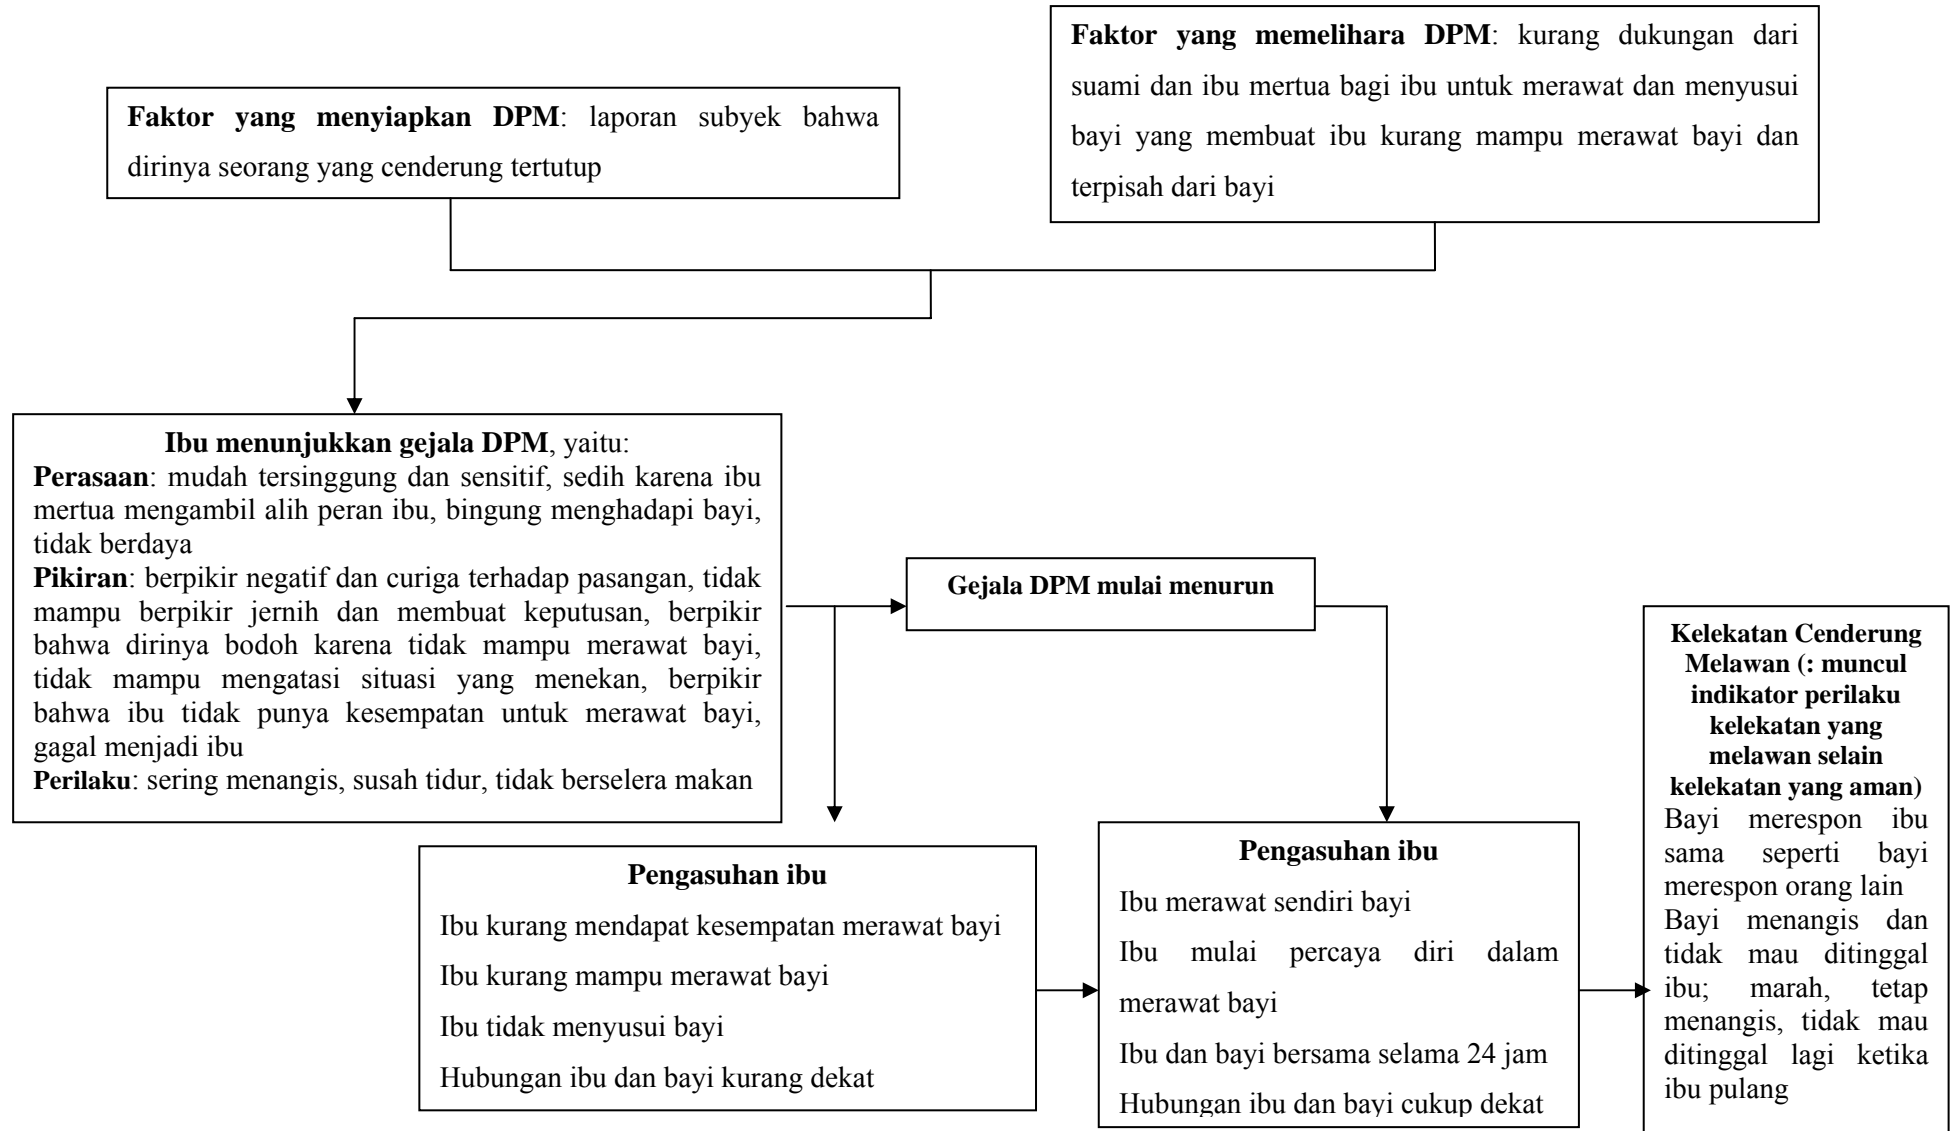 Faktor yang memelihara DPM: kurang dukungan dari
suami dan ibu mertua bagi ibu untuk merawat dan menyusui
bayi yang membuat ibu kurang mampu merawat bayi dan
terpisah dari bayi
Faktor yang menyiapkan DPM: laporan subyek bahwa
dirinya seorang yang cenderung tertutup
Ibu menunjukkan gejala DPM, yaitu:
Perasaan: mudah tersinggung dan sensitif, sedih karena ibu
mertua mengambil alih peran ibu, bingung menghadapi bayi,
tidak berdaya
Pikiran: berpikir negatif dan curiga terhadap pasangan, tidak
mampu berpikir jernih dan membuat keputusan, berpikir
bahwa dirinya bodoh karena tidak mampu merawat bayi,
tidak mampu mengatasi situasi yang menekan, berpikir
bahwa ibu tidak punya kesempatan untuk merawat bayi,
gagal menjadi ibu
Perilaku: sering menangis, susah tidur, tidak berselera makan
Gejala DPM mulai menurun
Pengasuhan ibu
Ibu kurang mendapat kesempatan merawat bayi
Ibu kurang mampu merawat bayi
Ibu tidak menyusui bayi
Hubungan ibu dan bayi kurang dekat
Pengasuhan ibu
Ibu merawat sendiri bayi
Ibu mulai percaya diri dalam
merawat bayi
Ibu dan bayi bersama selama 24 jam
Hubungan ibu dan bayi cukup dekat
Kelekatan Cenderung
Melawan (: muncul
indikator perilaku
kelekatan yang
melawan selain
kelekatan yang aman)
Bayi merespon ibu
sama seperti bayi
merespon orang lain
Bayi menangis dan
tidak mau ditinggal
ibu; marah, tetap
menangis, tidak mau
ditinggal lagi ketika
ibu pulang